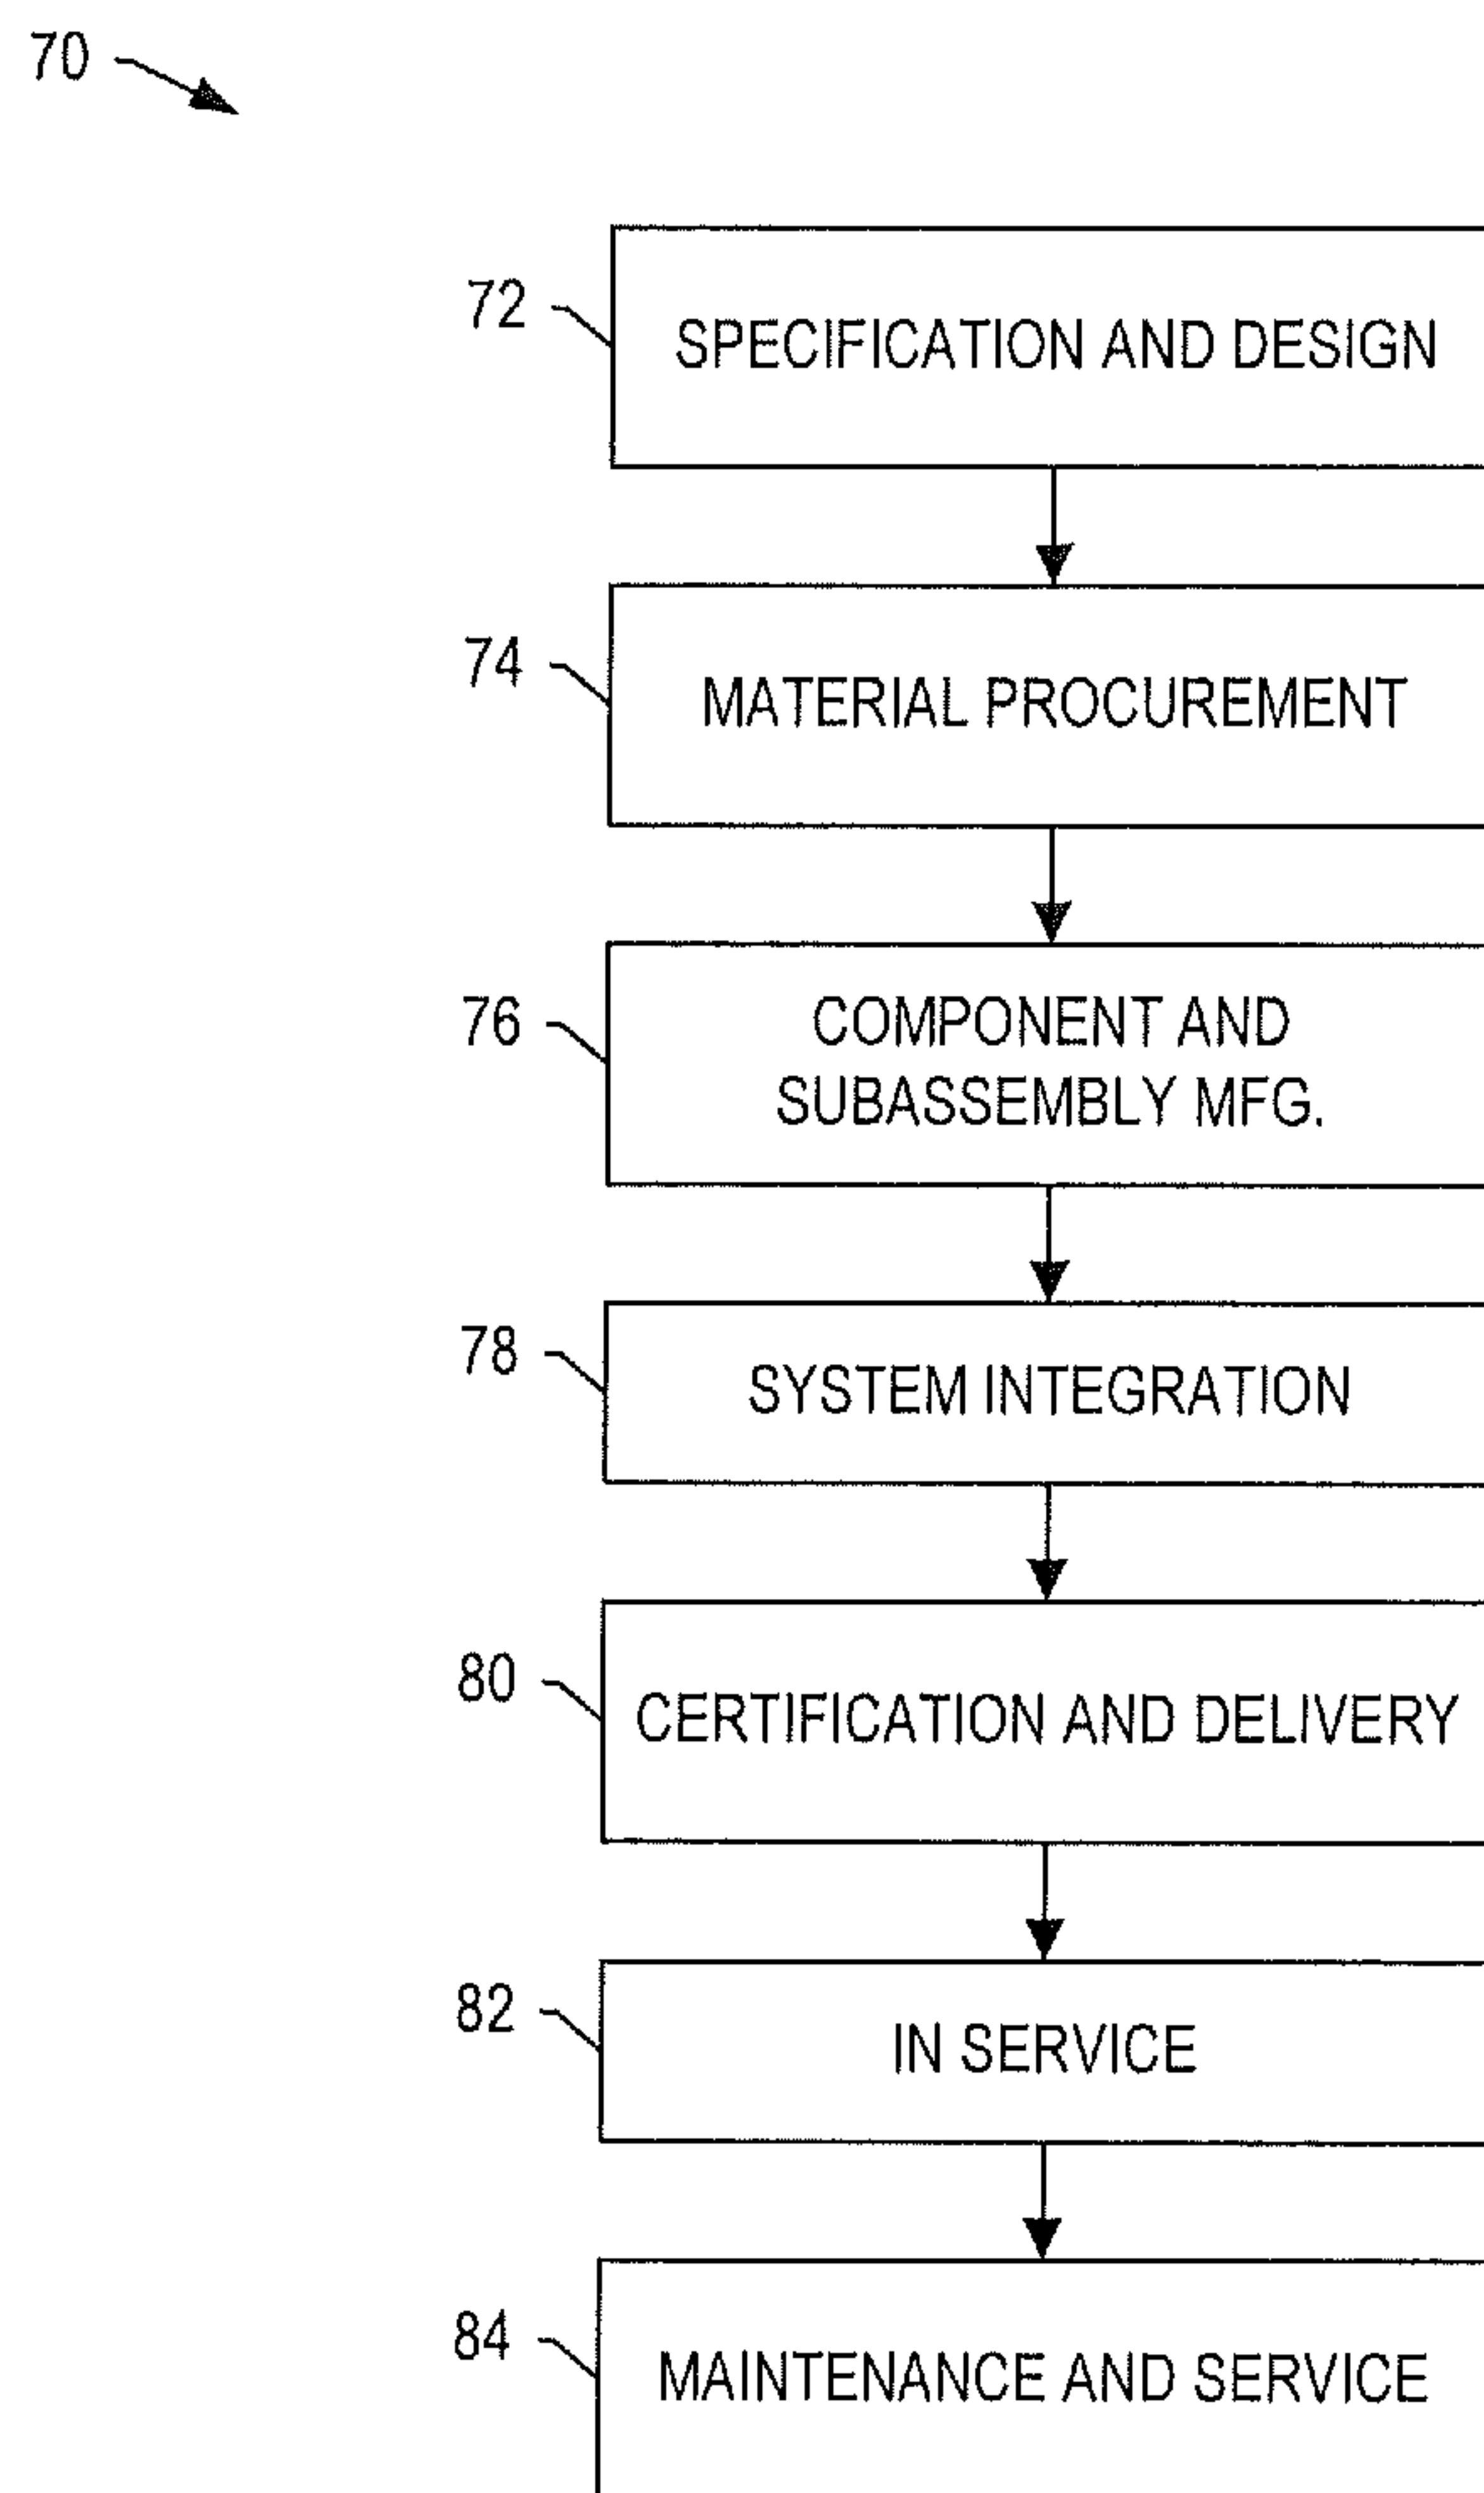 70
72
SPECIFICATION AND DESIGN
74
MATERIAL PROCUREMENT
76
COMPONENT AND
SUBASSEMBLY MFG.
78
SYSTEM INTEGRATION
80
CERTIFICATION AND DELIVERY
82
IN SERVICE
84
MAINTENANCE AND SERVICE